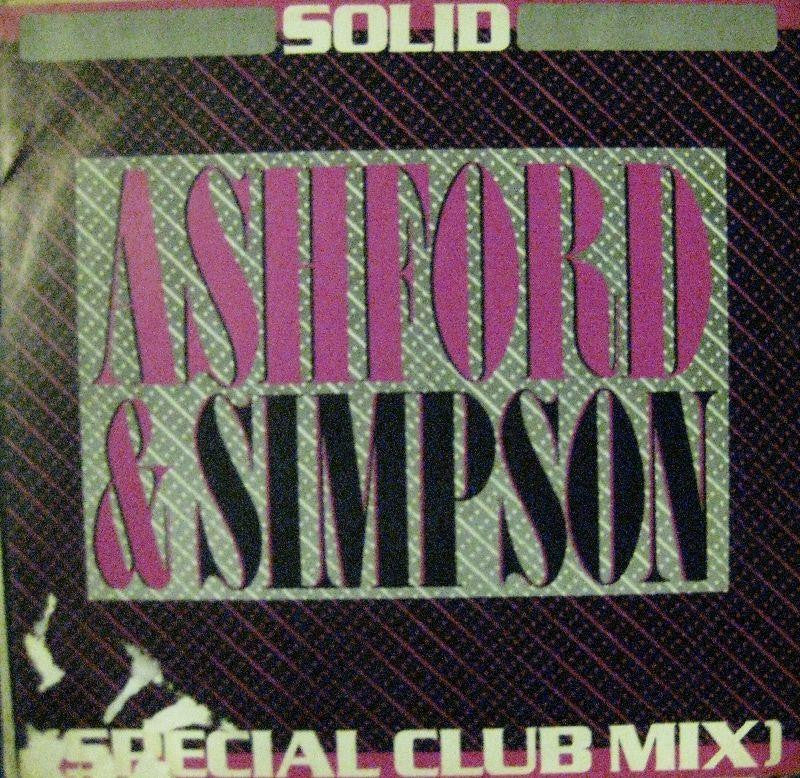 SOLID
ASHFORD
& SIMPSON
(SPECIAL CLUB MIX)